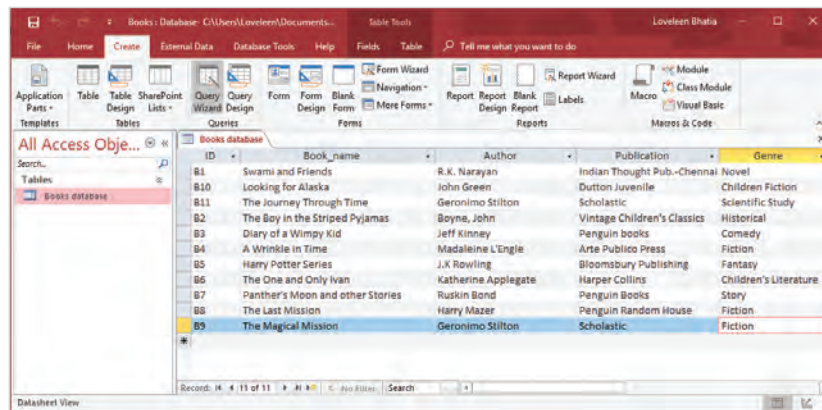 Books : Database- C:\Users\Loveleen\Documents... Table Tools Loveleen Bhatia
File Home Create External Data Database Tools Help Fields Table Tell me what you want to do
Application Parts Table Table Design SharePoint Lists Query Wizard Query Design Form Form Design Blank Form Form Wizard Navigation More Forms Report Report Design Blank Report Report Wizard Labels Macro Module Class Module Visual Basic
Templates Tables Queries Forms Reports Macros & Code
All Access Obje...
Search...
Tables
Books database
Books database
ID Book_name Author Publication Genre
B1 Swami and Friends R.K. Narayan Indian Thought Pub.-Chennai Novel
B10 Looking for Alaska John Green Dutton Juvenile Children Fiction
B11 The Journey Through Time Geronimo Stilton Scholastic Scientific Study
B2 The Boy in the Striped Pyjamas Boyne, John Vintage Children's Classics Historical
B3 Diary of a Wimpy Kid Jeff Kinney Penguin books Comedy
B4 A Wrinkle in Time Madaleine L'Engle Arte Publico Press Fiction
B5 Harry Potter Series J.K Rowling Bloomsbury Publishing Fantasy
B6 The One and Only Ivan Katherine Applegate Harper Collins Children's Literature
B7 Panther's Moon and other Stories Ruskin Bond Penguin Books Story
B8 The Last Mission Harry Mazer Penguin Random House Fiction
B9 The Magical Mission Geronimo Stilton Scholastic Fiction
Record: 11 of 11 No Filter Search
Datasheet View